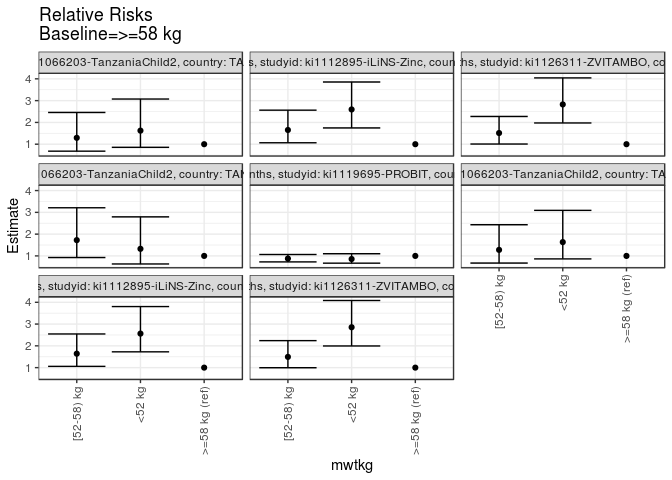 Relative Risks
Baseline=>=58 kg
1066203-TanzaniaChild2, country: TA
s, studyid: ki1112895-iLiNS-Zinc, coun
ths, studyid: ki1126311-ZVITAMBO, co
4
3
2
1
066203-TanzaniaChild2, country: TAN
nths, studyid: ki1119695-PROBIT, cou
1066203-TanzaniaChild2, country: TA
4
3
2
1
s, studyid: ki1112895-iLiNS-Zinc, coun
ths, studyid: ki1126311-ZVITAMBO, co
4
3
2
1
Estimate
[52-58) kg
<52 kg
>=58 kg (ref)
[52-58) kg
<52 kg
>=58 kg (ref)
[52-58) kg
<52 kg
>=58 kg (ref)
mwtkg